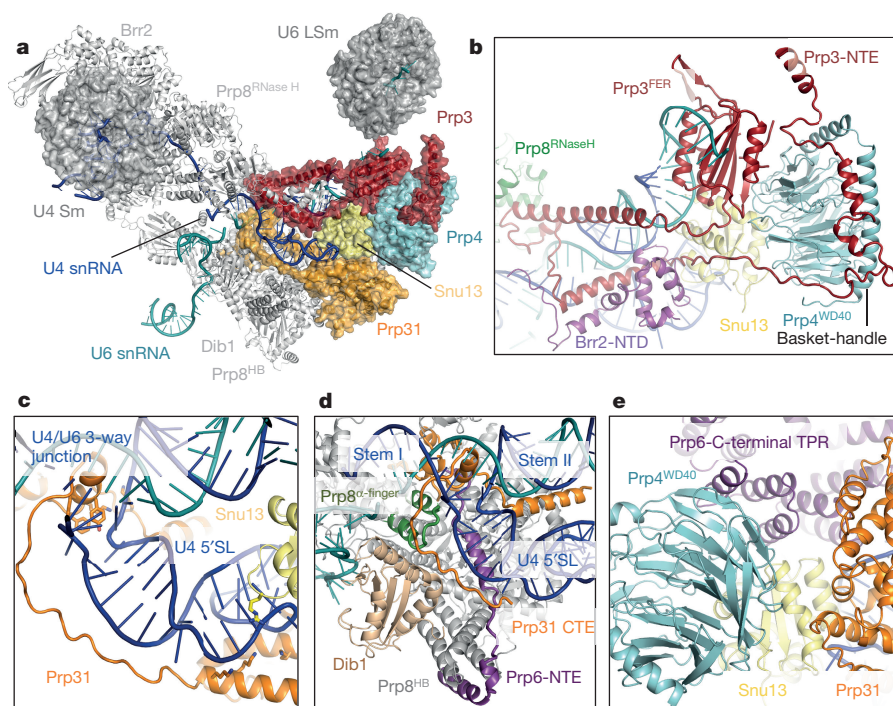 a
Brr2
U6 LSm
Prp8RNase H
Prp3
U4 Sm
Prp4
U4 snRNA
Snu13
U6 snRNA
Prp31
Dib1
Prp8HB
b
Prp3-NTE
Prp3FER
Prp8RNaseH
Prp4WD40
Snu13
Brr2-NTD
Basket-handle
c
U4/U6 3-way
junction
Snu13
U4 5′SL
Prp31
d
Stem I
Stem II
Prp8α-finger
U4 5′SL
Prp31 CTE
Dib1
Prp8HB
Prp6-NTE
e
Prp6-C-terminal TPR
Prp4WD40
Snu13
Prp31